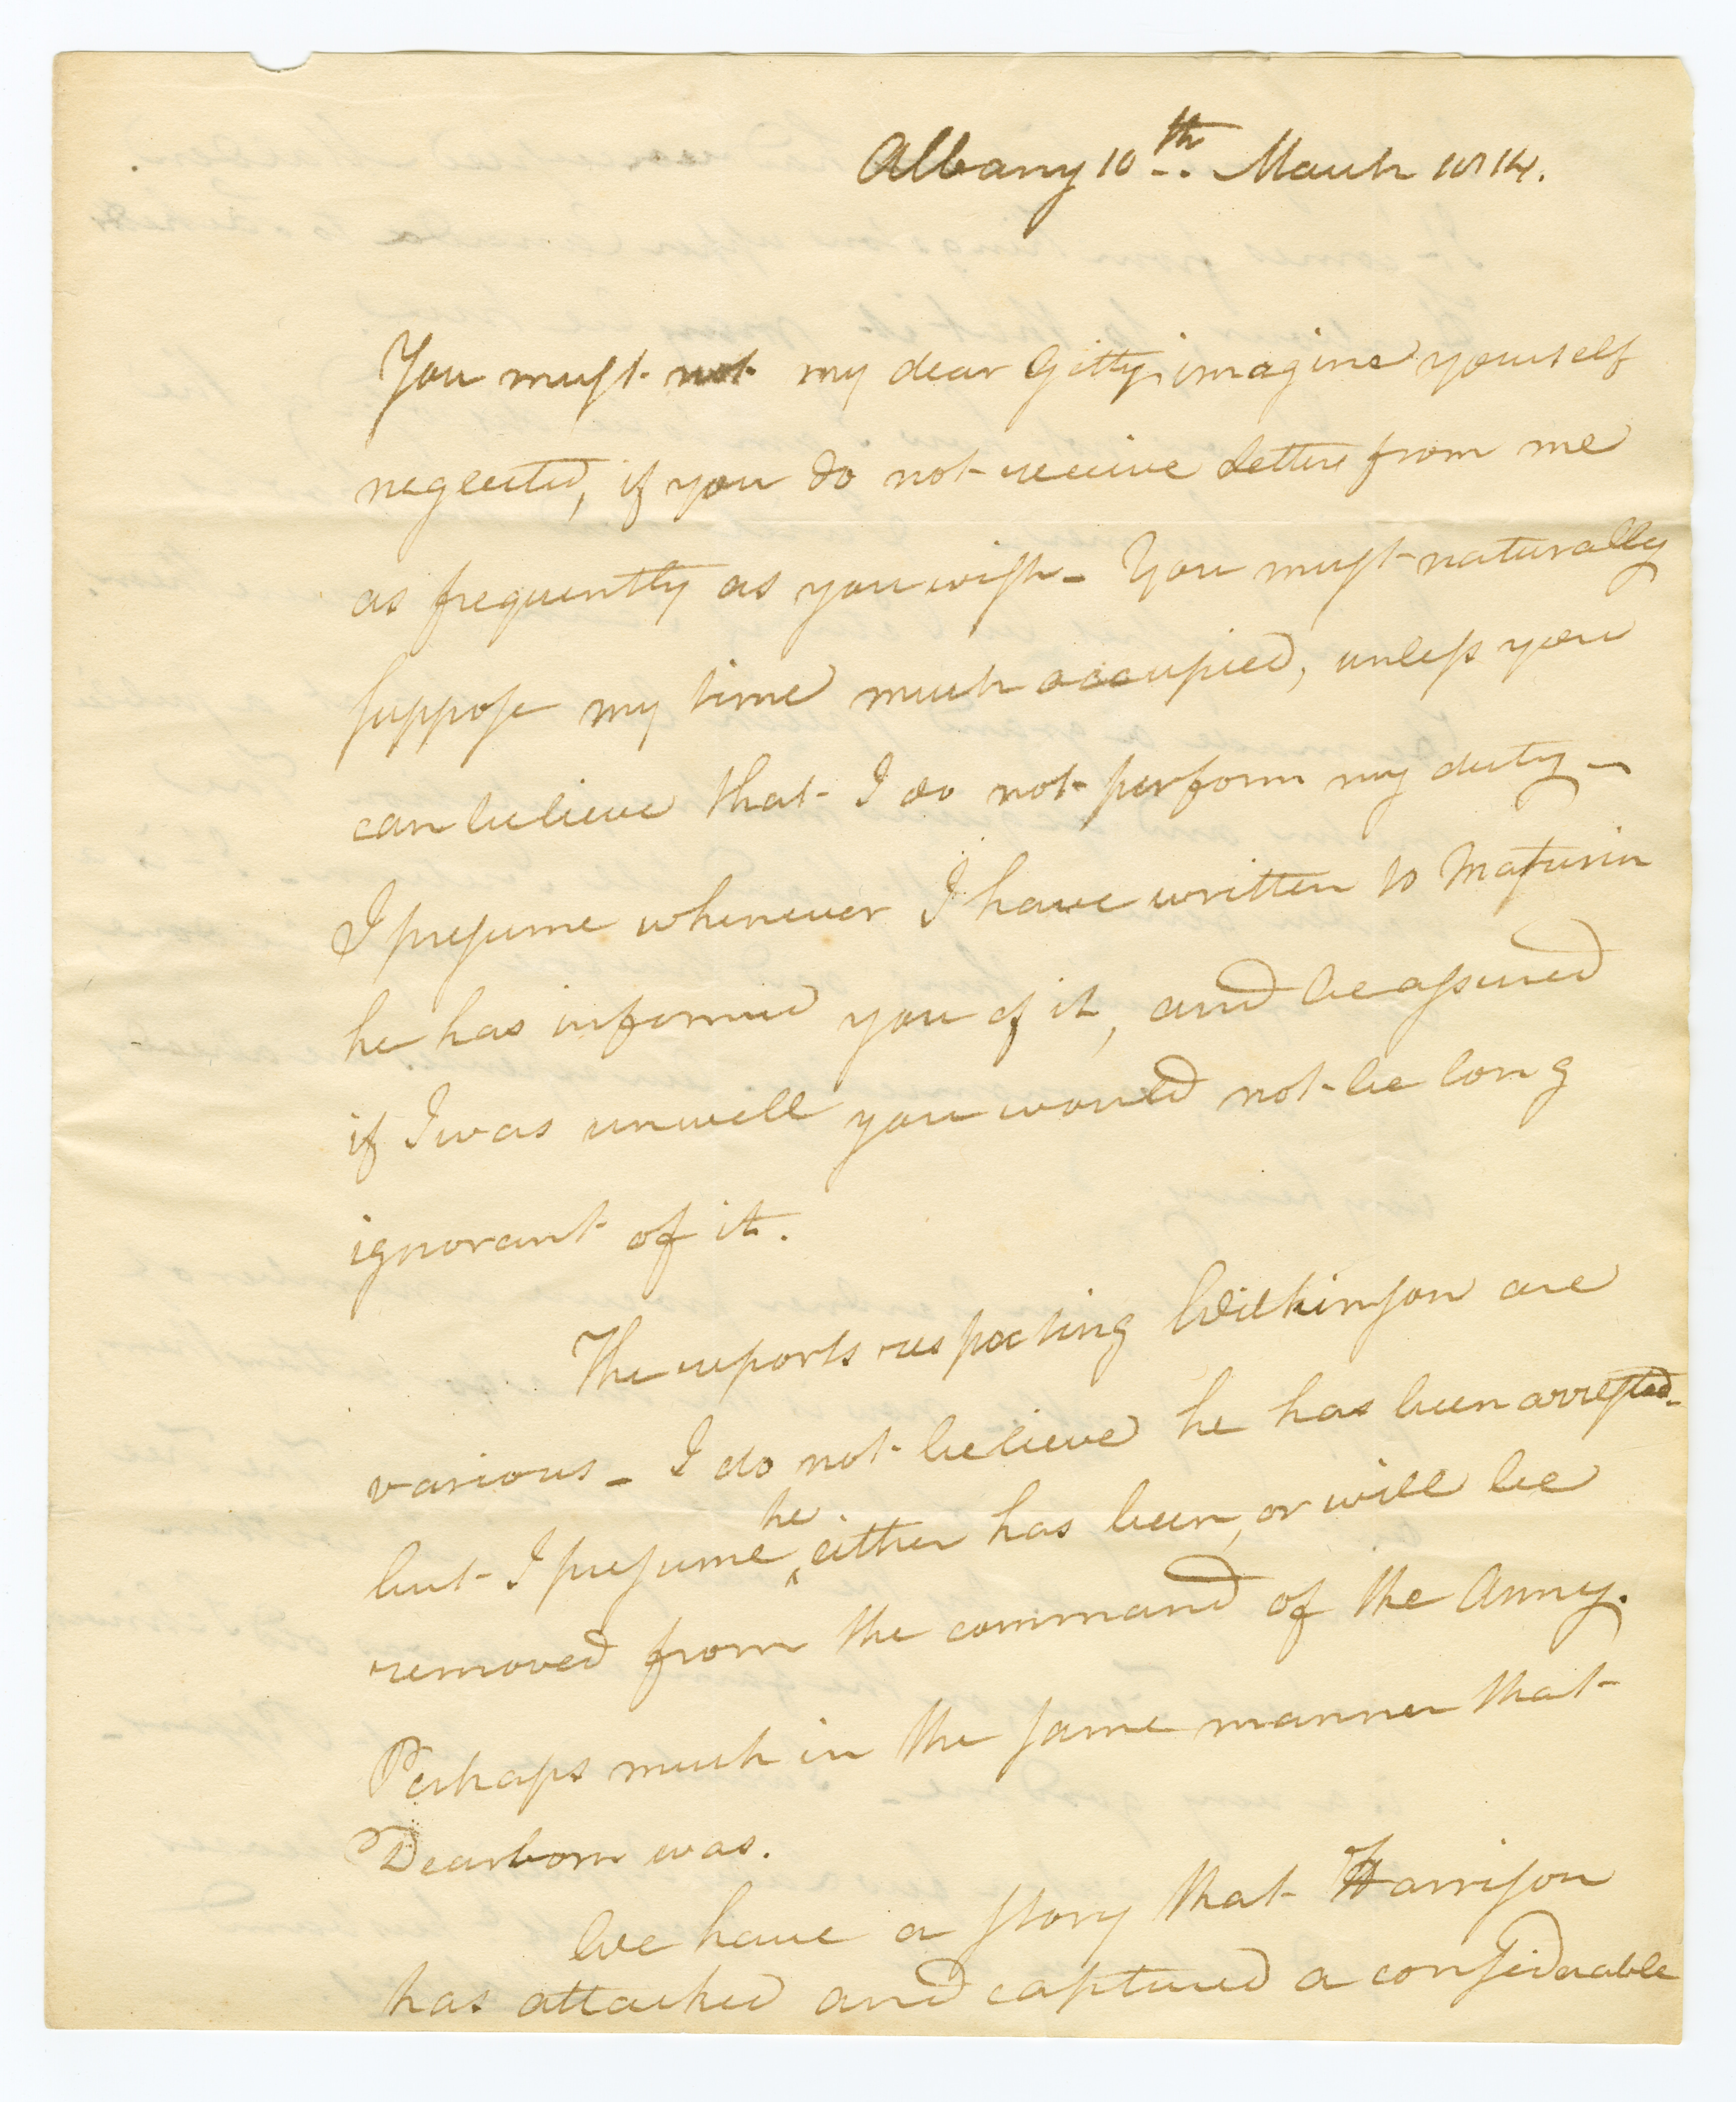 Albany 10th. March 1814.
You must not my dear Gitty, imagine yourself
neglected, if you do not receive letters from me
as frequently as you wish - You must naturally
suppose my time much occupied, unless you
can believe that I do not perform my duty -
I presume whenever I have written to Maturin
he has informed you of it, and be assured
if I was unwell you would not be long
ignorant of it.
The reports respecting Wilkinson are
various - I do not believe he has been arrested -
but I presume he either has been, or will be
removed from the command of the Army.
Perhaps much in the same manner that
Dearborn was.
We have a story that Harrison
has attacked and captured a considerable